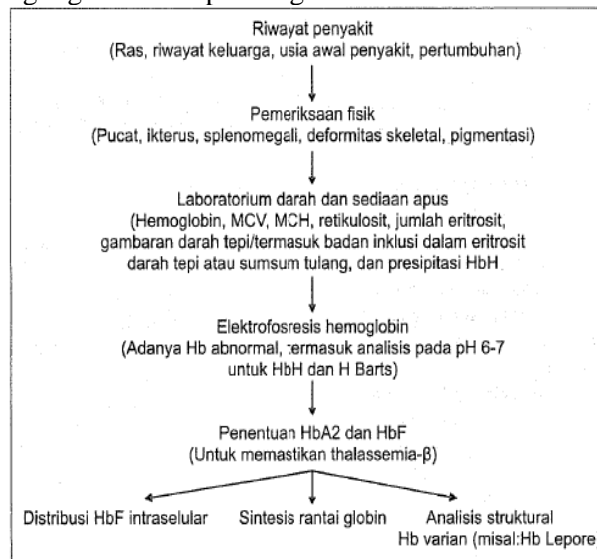 Riwayat penyakit
(Ras, riwayat keluarga, usia awal penyakit, pertumbuhan)
Pemeriksaan fisik
(Pucat, ikterus, splenomegali, deformitas skeletal, pigmentasi)
Laboratorium darah dan sediaan apus
(Hemoglobin, MCV, MCH, retikulosit, jumlah eritrosit,
gambaran darah tepi/termasuk badan inklusi dalam eritrosit
darah tepi atau sumsum tulang, dan presipitasi HbH
Elektrofosresis hemoglobin
(Adanya Hb abnormal, termasuk analisis pada pH 6-7
untuk HbH dan H Barts)
Penentuan HbA2 dan HbF
(Untuk memastikan thalassemia-β)
Distribusi HbF intraselular Sintesis rantai globin Analisis struktural
Hb varian (misal:Hb Lepore